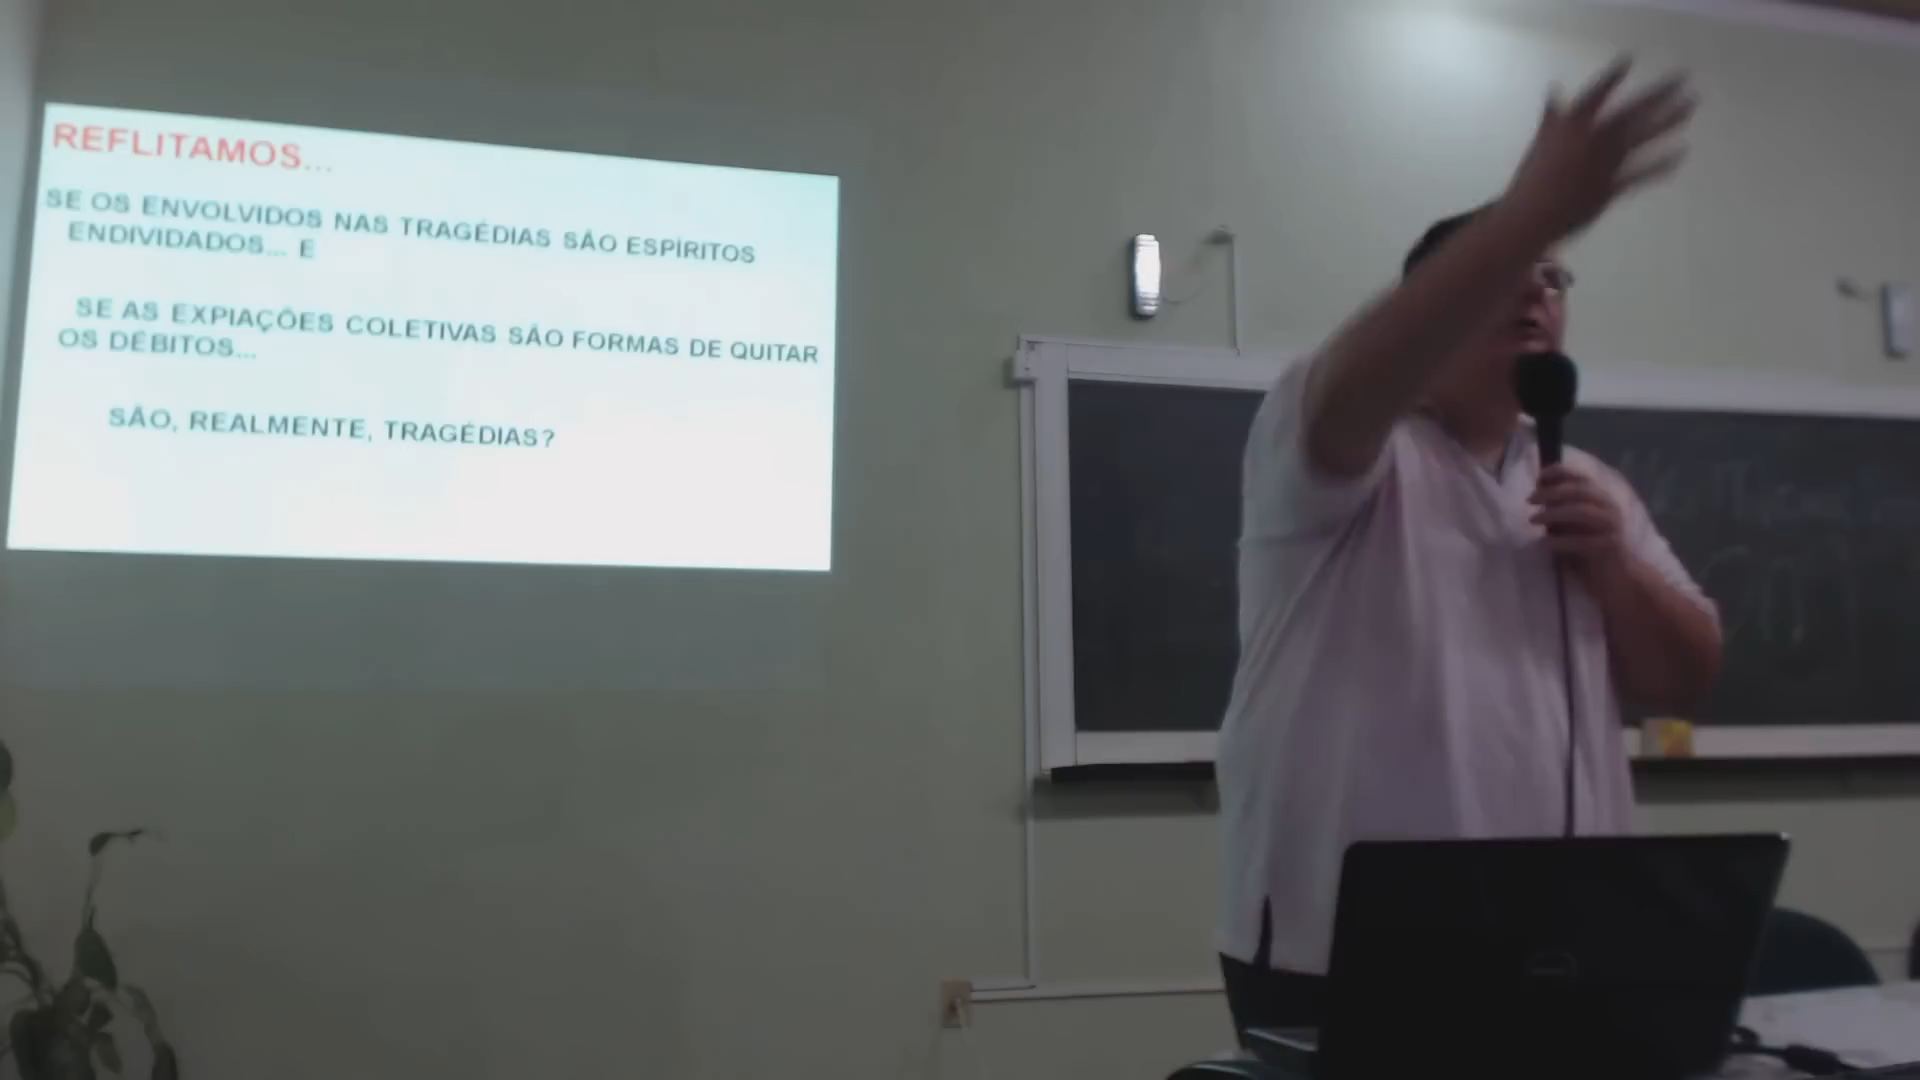 REFLITAMOS...
SE OS ENVOLVIDOS NAS TRAGÉDIAS SÃO ESPÍRITOS
ENDIVIDADOS... E
SE AS EXPIAÇÕES COLETIVAS SÃO FORMAS DE QUITAR
OS DÉBITOS...
SÃO, REALMENTE, TRAGÉDIAS?